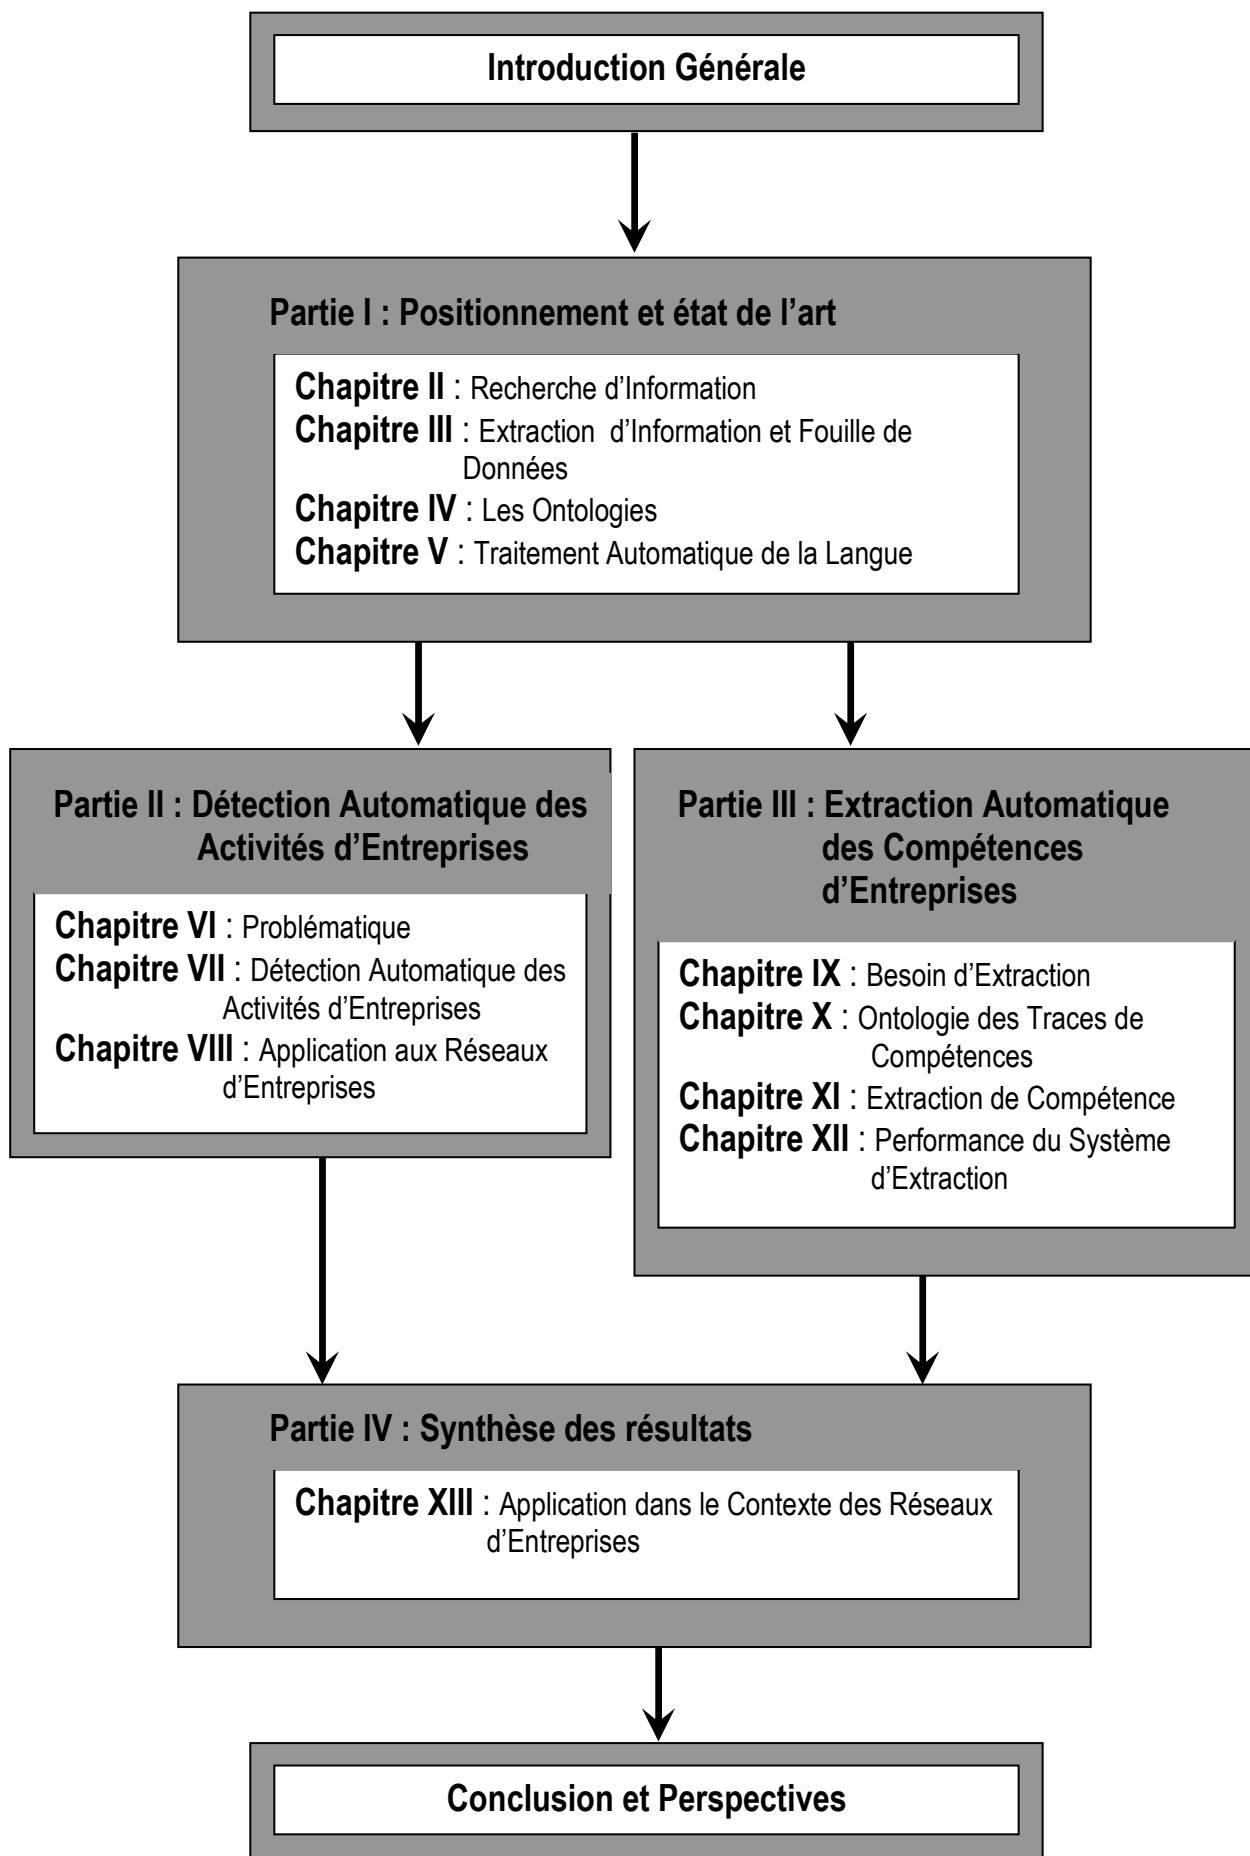 Introduction Générale
Partie I : Positionnement et état de l’art
Chapitre II : Recherche d’Information
Chapitre III : Extraction d’Information et Fouille de
Données
Chapitre IV : Les Ontologies
Chapitre V : Traitement Automatique de la Langue
Partie II : Détection Automatique des
Activités d’Entreprises
Chapitre VI : Problématique
Chapitre VII : Détection Automatique des
Activités d’Entreprises
Chapitre VIII : Application aux Réseaux
d’Entreprises
Partie III : Extraction Automatique
des Compétences
d’Entreprises
Chapitre IX : Besoin d’Extraction
Chapitre X : Ontologie des Traces de
Compétences
Chapitre XI : Extraction de Compétence
Chapitre XII : Performance du Système
d’Extraction
Partie IV : Synthèse des résultats
Chapitre XIII : Application dans le Contexte des Réseaux
d’Entreprises
Conclusion et Perspectives